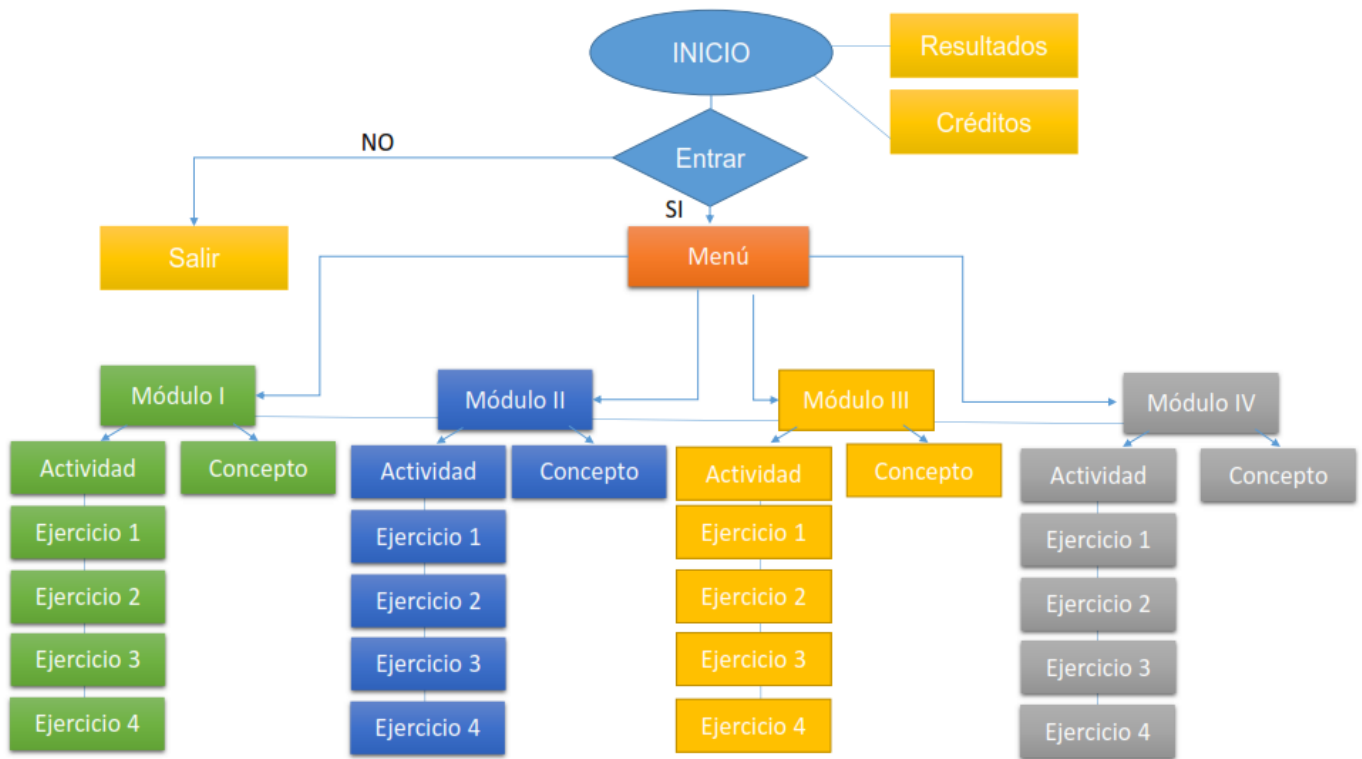 INICIO
Resultados
Créditos
Entrar
NO
SI
Salir
Menú
Módulo I
Módulo II
Módulo III
Módulo IV
Actividad
Concepto
Ejercicio 1
Ejercicio 2
Ejercicio 3
Ejercicio 4
Actividad
Concepto
Ejercicio 1
Ejercicio 2
Ejercicio 3
Ejercicio 4
Actividad
Concepto
Ejercicio 1
Ejercicio 2
Ejercicio 3
Ejercicio 4
Actividad
Concepto
Ejercicio 1
Ejercicio 2
Ejercicio 3
Ejercicio 4